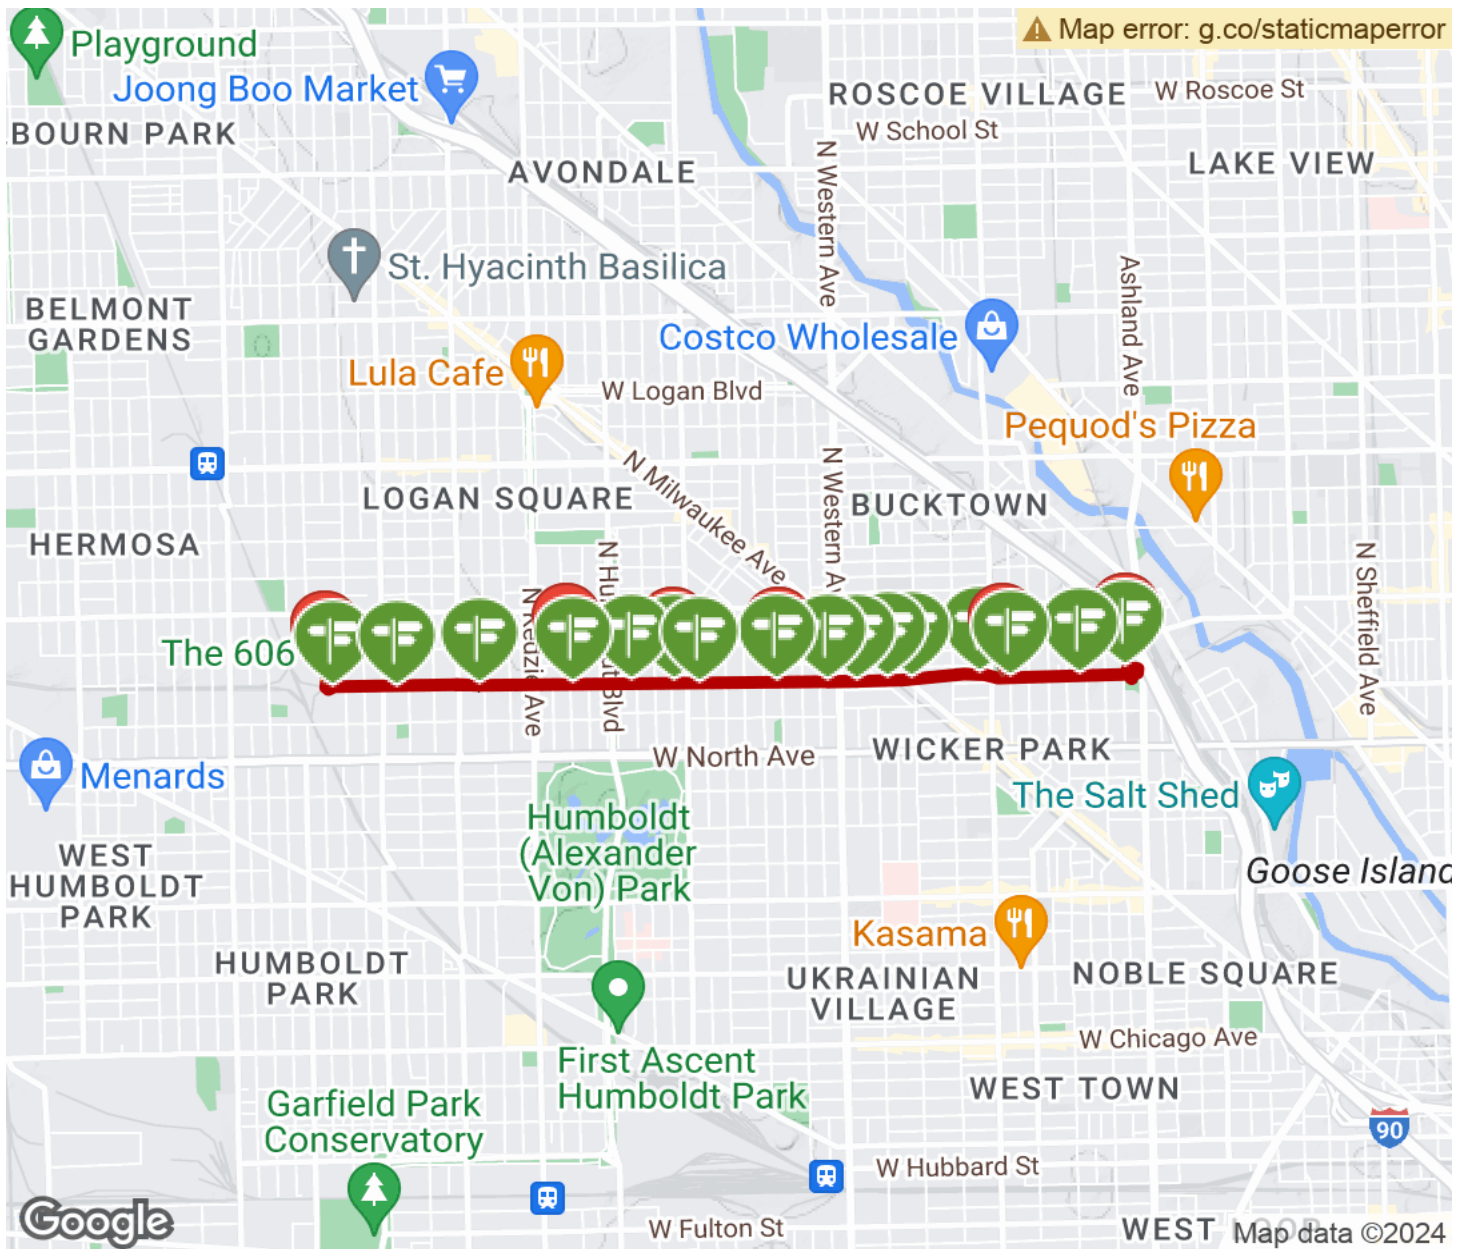 Map error: g.co/staticmaperror
Playground
Joong Boo Market
ROSCOE VILLAGE
W Roscoe St
BOURN PARK
W School St
AVONDALE
LAKE VIEW
N Western Ave
St. Hyacinth Basilica
Ashland Ave
BELMONT
GARDENS
Costco Wholesale
Lula Cafe
W Logan Blvd
Pequod's Pizza
N Milwaukee Ave
N Western Av
LOGAN SQUARE
BUCKTOWN
HERMOSA
N Sheffield Ave
The 606
W North Ave
WICKER PARK
Menards
The Salt Shed
Humboldt
(Alexander
Von) Park
WEST
HUMBOLDT
PARK
Goose Island
Kasama
HUMBOLDT
PARK
UKRAINIAN
VILLAGE
NOBLE SQUARE
W Chicago Ave
First Ascent
Humboldt Park
WEST TOWN
Garfield Park
Conservatory
90
W Hubbard St
Google
W Fulton St
WEST
Map data ©2024